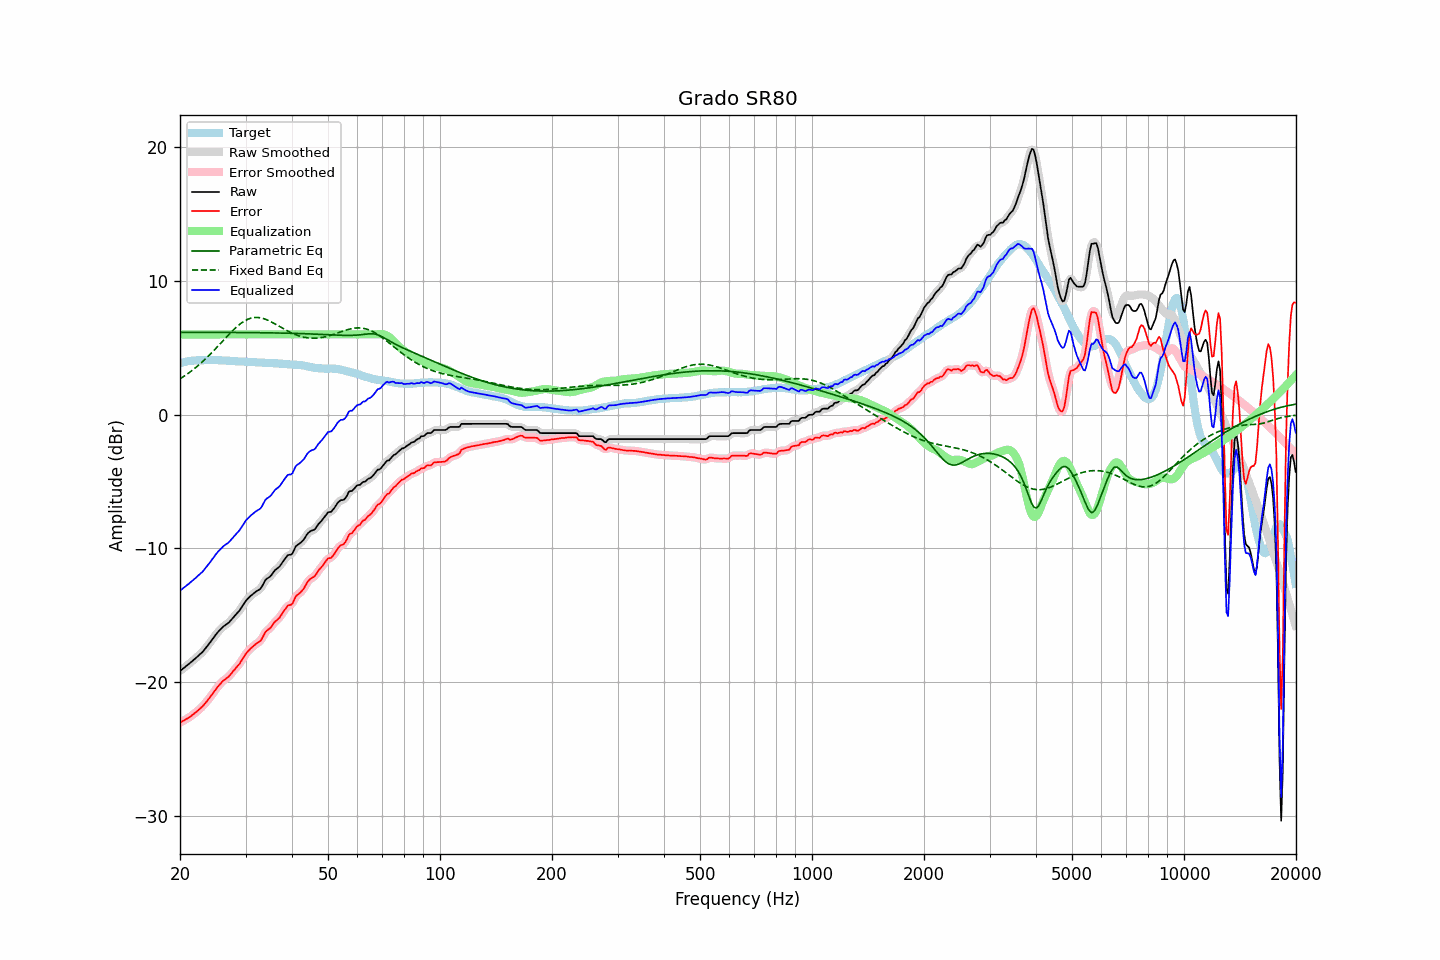 Grado SR80
Target
Raw Smoothed
Error Smoothed
Raw
Error
Equalization
Parametric Eq
Fixed Band Eq
Equalized
20
10
0
−10
−20
−30
Amplitude (dBr)
20 50 100 200 500 1000 2000 5000 10000 20000
Frequency (Hz)